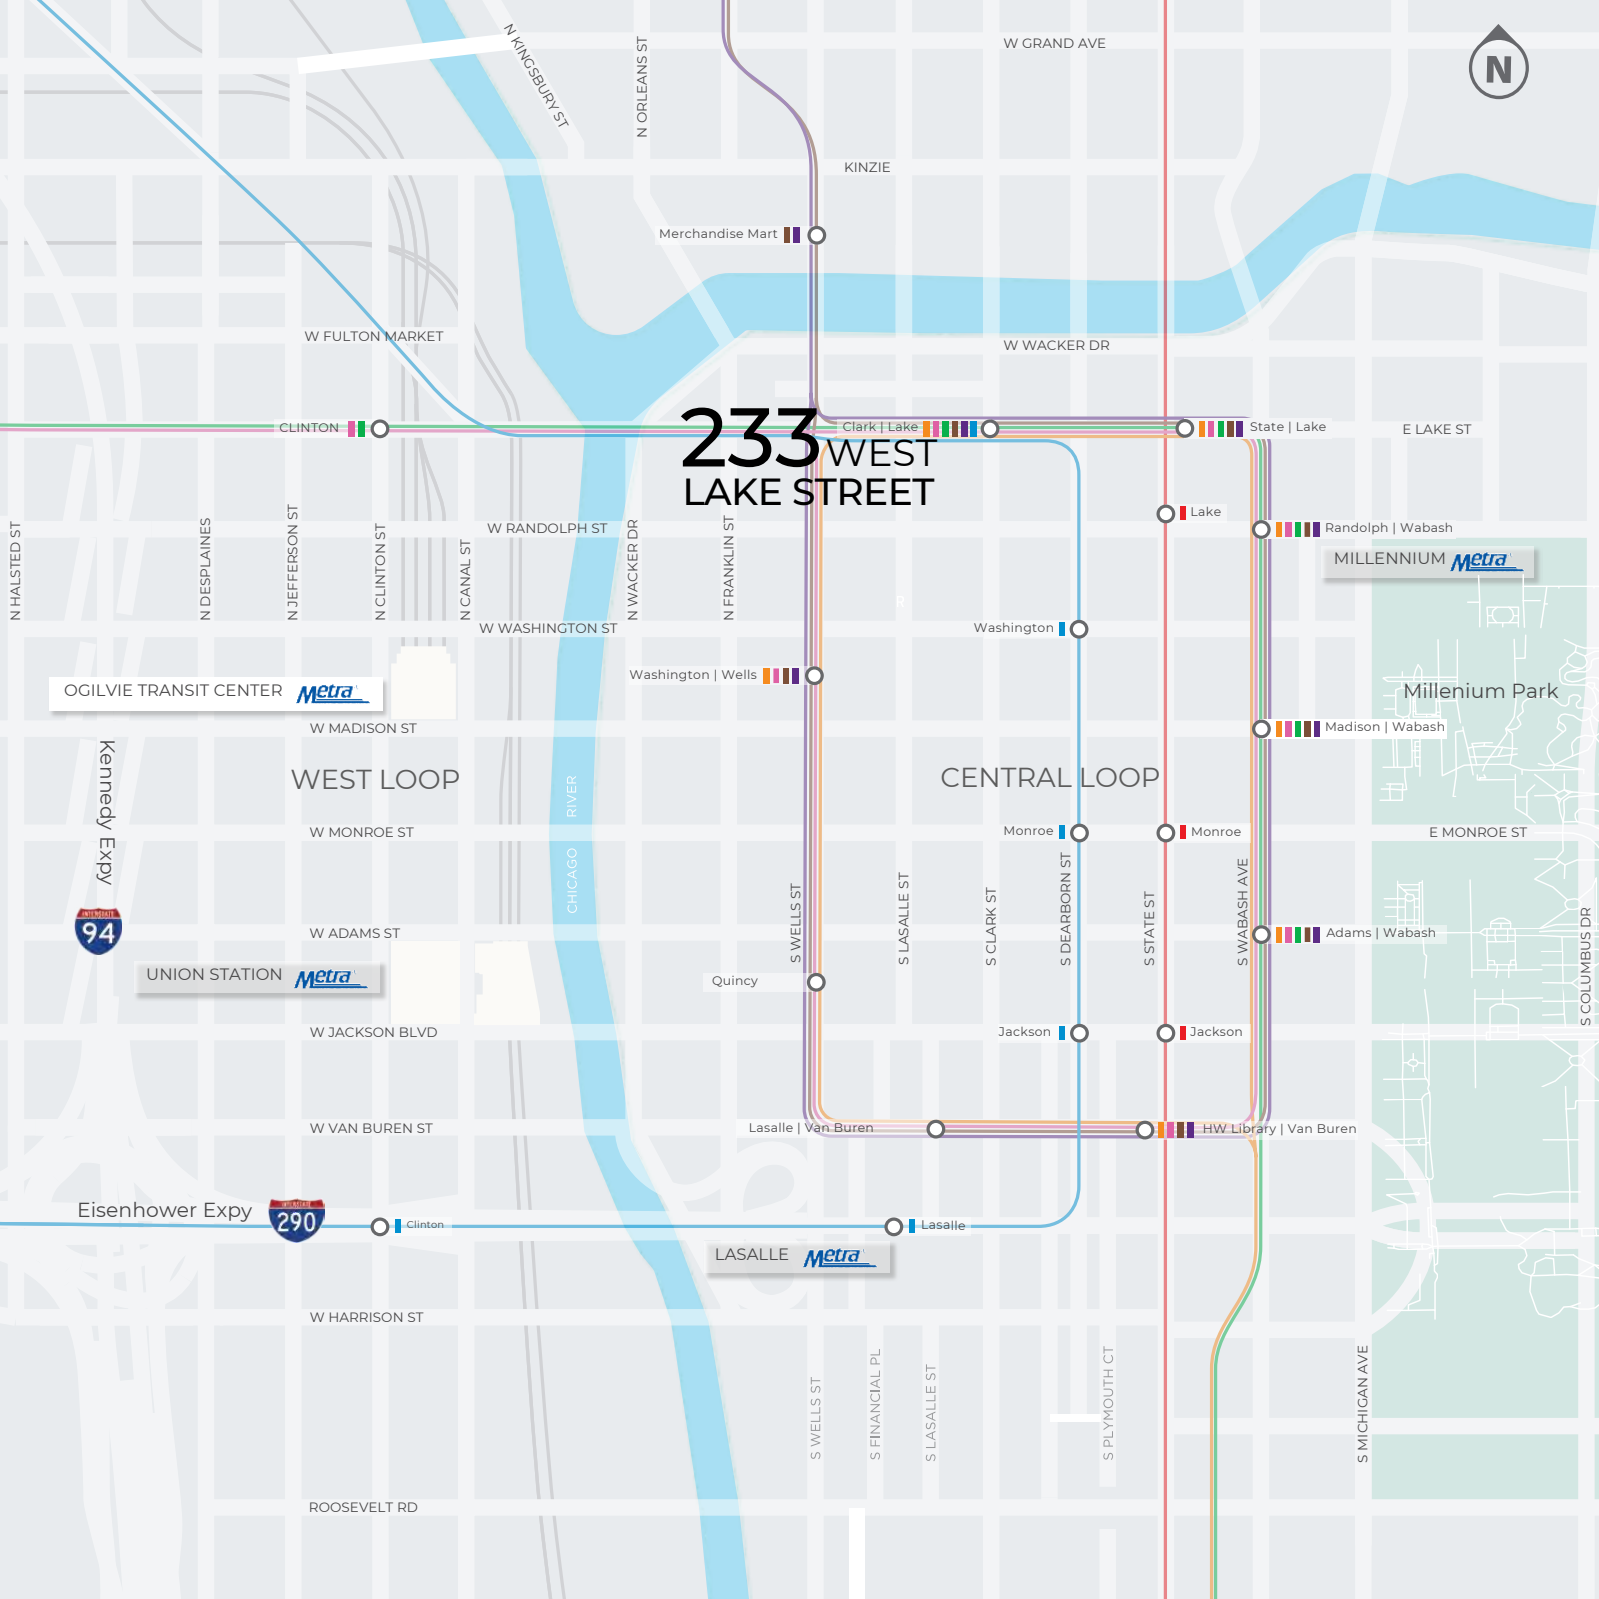 W GRAND AVE
N
N KINGSBURY ST
N ORLEANS ST
KINZIE
Merchandise Mart
W FULTON MARKET
W WACKER DR
233 WEST
LAKE STREET
CLINTON
Clark | Lake
State | Lake
E LAKE ST
Lake
W RANDOLPH ST
Randolph | Wabash
MILLENNIUM Metra
N HALSTED ST
N DESPLAINES
N JEFFERSON ST
N CLINTON ST
N CANAL ST
N WACKER DR
N FRANKLIN ST
R
W WASHINGTON ST
Washington
Washington | Wells
OGILVIE TRANSIT CENTER Metra
Millenium Park
W MADISON ST
Madison | Wabash
Kennedy Expy
WEST LOOP
CENTRAL LOOP
CHICAGO RIVER
W MONROE ST
Monroe
Monroe
E MONROE ST
S WELLS ST
S LASALLE ST
S CLARK ST
S DEARBORN ST
S STATE ST
S WABASH AVE
S COLUMBUS DR
INTERSTATE
94
W ADAMS ST
Adams | Wabash
UNION STATION Metra
Quincy
W JACKSON BLVD
Jackson
Jackson
W VAN BUREN ST
Lasalle | Van Buren
HW Library | Van Buren
Eisenhower Expy
INTERSTATE
290
Clinton
Lasalle
LASALLE Metra
W HARRISON ST
S WELLS ST
S FINANCIAL PL
S LASALLE ST
S PLYMOUTH CT
S MICHIGAN AVE
ROOSEVELT RD